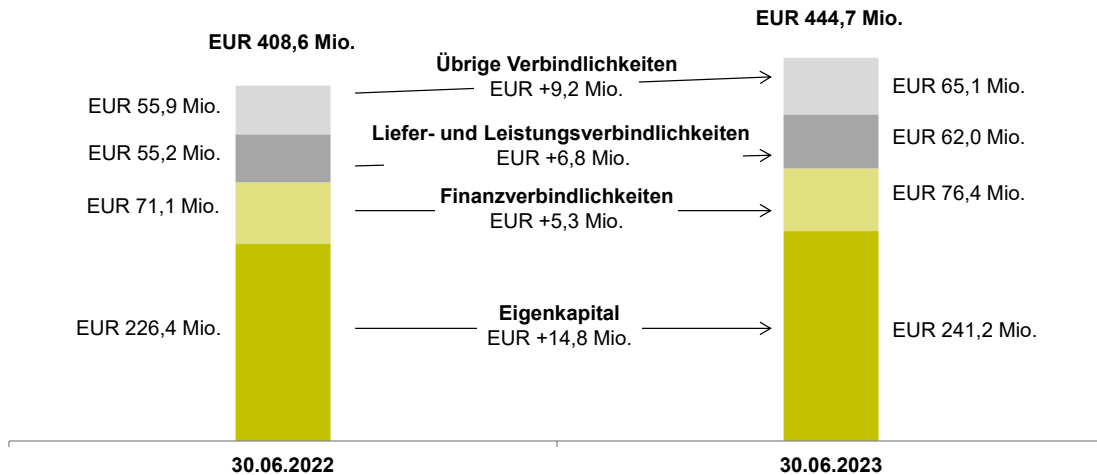 EUR 408,6 Mio.
EUR 444,7 Mio.
Übrige Verbindlichkeiten
EUR +9,2 Mio.
EUR 55,9 Mio.
EUR 65,1 Mio.
Liefer- und Leistungsverbindlichkeiten
EUR +6,8 Mio.
EUR 55,2 Mio.
EUR 62,0 Mio.
Finanzverbindlichkeiten
EUR +5,3 Mio.
EUR 71,1 Mio.
EUR 76,4 Mio.
Eigenkapital
EUR +14,8 Mio.
EUR 226,4 Mio.
EUR 241,2 Mio.
30.06.2022
30.06.2023